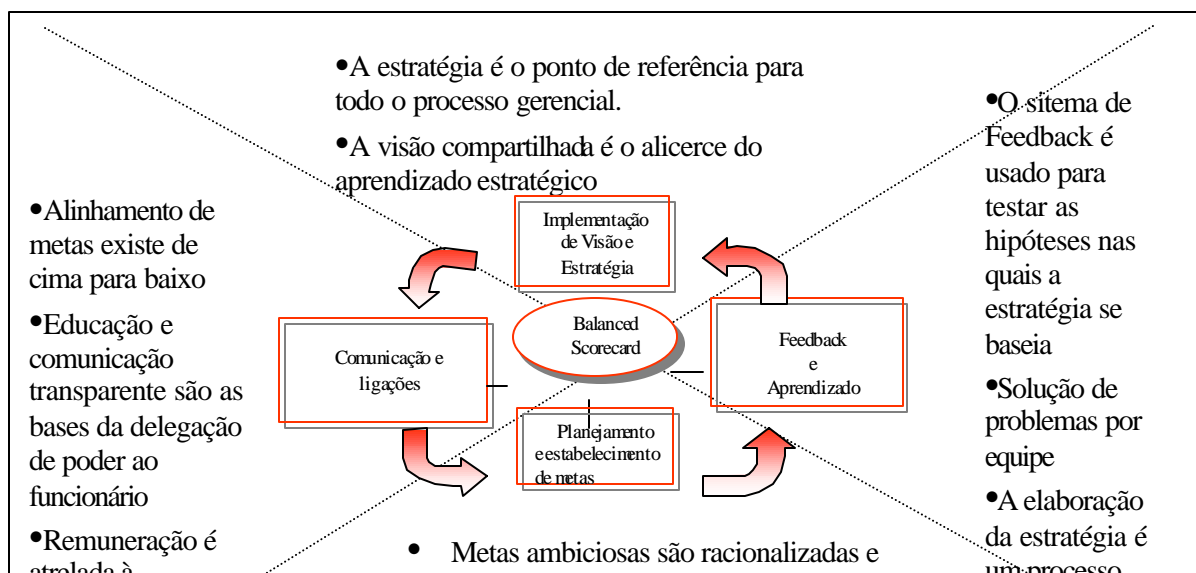 •A estratégia é o ponto de referência para
todo o processo gerencial.
•A visão compartilhada é o alicerce do
aprendizado estratégico
•Alinhamento de
metas existe de
cima para baixo
•Educação e
comunicação
transparente são as
bases da delegação
de poder ao
funcionário
•Remuneração é
atrelada à
Implementação
de Visão e
Estratégia
Comunicação e
ligações
Balanced
Scorecard
Feedback
e
Aprendizado
Planejamento
e estabelecimento
de metas
• Metas ambiciosas são racionalizadas e
•O sitema de
Feedback é
usado para
testar as
hipóteses nas
quais a
estratégia se
baseia
•Solução de
problemas por
equipe
•A elaboração
da estratégia é
um processo